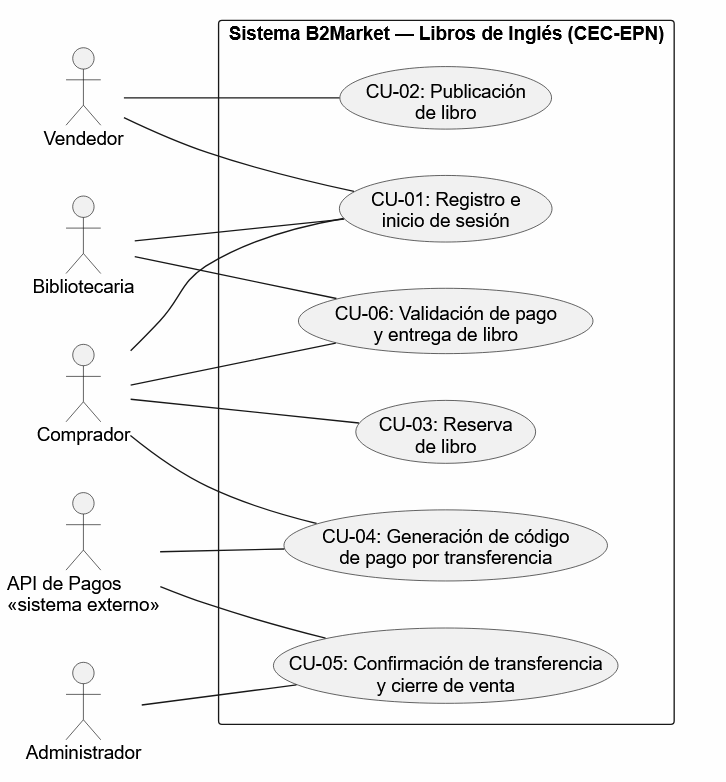 Sistema B2Market — Libros de Inglés (CEC-EPN)
CU-02: Publicación
de libro
Vendedor
CU-01: Registro e
inicio de sesión
Bibliotecaria
CU-06: Validación de pago
y entrega de libro
Comprador
CU-03: Reserva
de libro
CU-04: Generación de código
de pago por transferencia
API de Pagos
«sistema externo»
CU-05: Confirmación de transferencia
y cierre de venta
Administrador